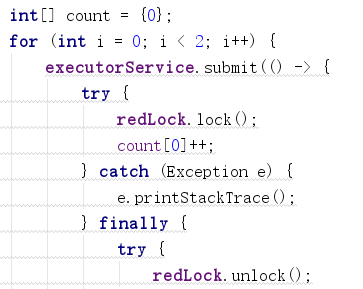 int[] count = {0};
for (int i = 0; i < 2; i++) {
executorService.submit(() -> {
try {
redLock.lock();
count[0]++;
} catch (Exception e) {
e.printStackTrace();
} finally {
try {
redLock.unlock();